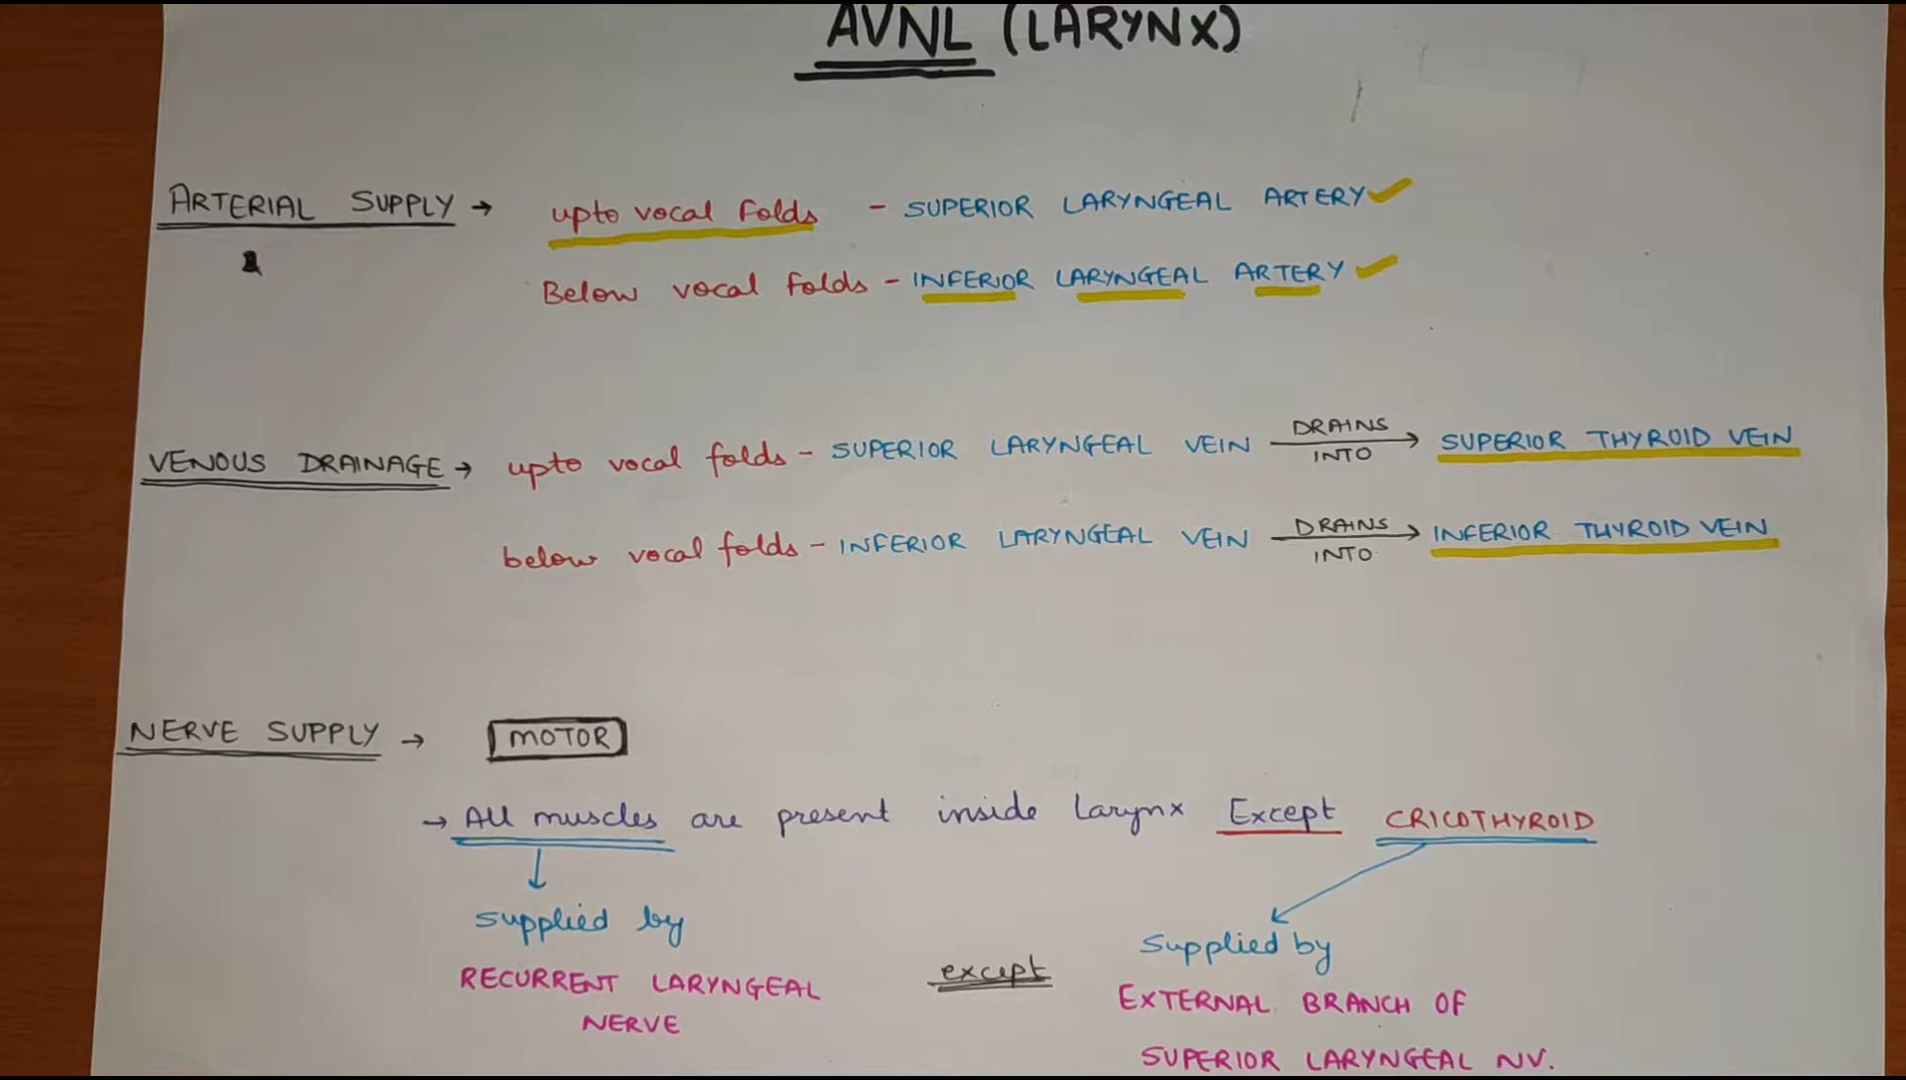 AVNL (LARYNX)
ARTERIAL SUPPLY → upto vocal Folds - SUPERIOR LARYNGEAL ARTERY ✓
Below vocal Folds - INFERIOR LARYNGEAL ARTERY ✓
VENOUS DRAINAGE → upto vocal folds - SUPERIOR LARYNGEAL VEIN DRAINS INTO → SUPERIOR THYROID VEIN
below vocal folds - INFERIOR LARYNGEAL VEIN DRAINS INTO → INFERIOR THYROID VEIN
NERVE SUPPLY → MOTOR
→ All muscles are present inside larynx Except CRICOTHYROID
supplied by
RECURRENT LARYNGEAL
NERVE
except
Supplied by
EXTERNAL BRANCH OF
SUPERIOR LARYNGEAL NV.